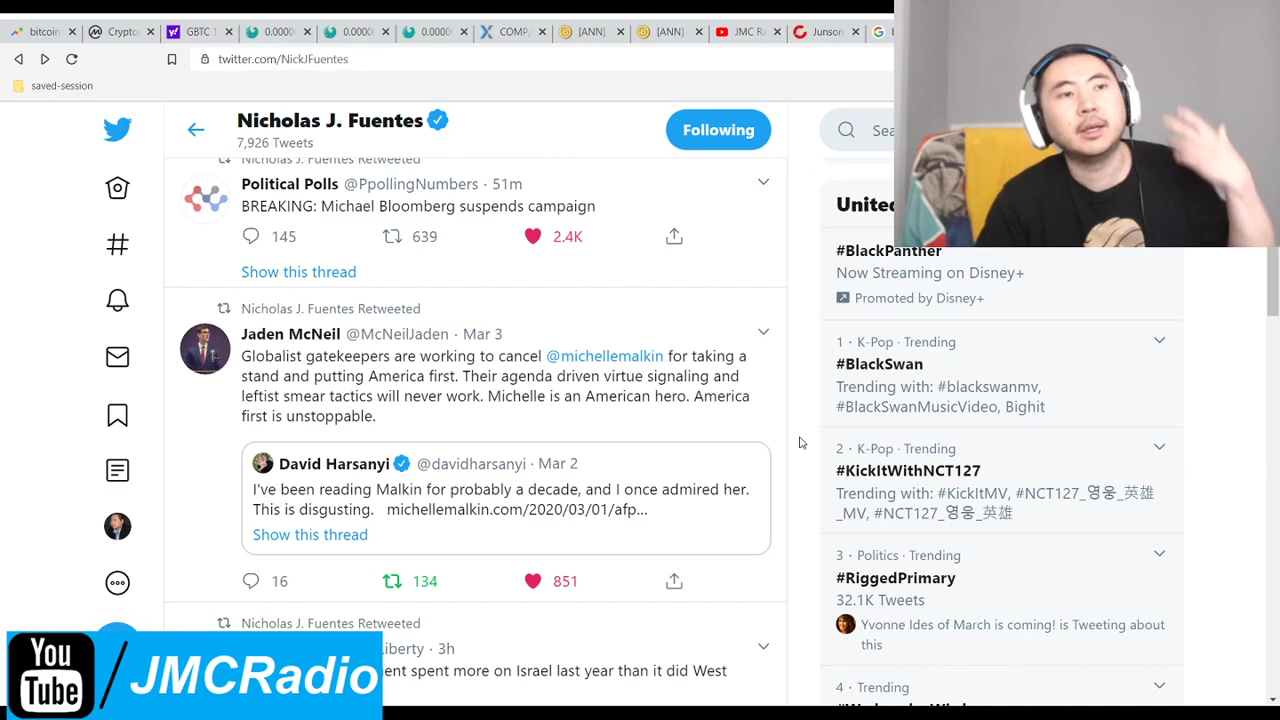 bitcoin
Crypto
GBTC 1
0.0000
0.000
0.0000
COMP,
[ANN]
[ANN]
JMC Ra
Junson
twitter.com/NickJFuentes
saved-session
Nicholas J. Fuentes
7,926 Tweets
Following
Sea
Nicholas J. Fuentes Retweeted
Political Polls @PpollingNumbers · 51m
BREAKING: Michael Bloomberg suspends campaign
145 639 2.4K
Show this thread
Nicholas J. Fuentes Retweeted
Jaden McNeil @McNeilJaden · Mar 3
Globalist gatekeepers are working to cancel @michellemalkin for taking a
stand and putting America first. Their agenda driven virtue signaling and
leftist smear tactics will never work. Michelle is an American hero. America
first is unstoppable.
David Harsanyi @davidharsanyi · Mar 2
I've been reading Malkin for probably a decade, and I once admired her.
This is disgusting. michellemalkin.com/2020/03/01/afp...
Show this thread
16 134 851
Nicholas J. Fuentes Retweeted
Liberty · 3h
ent spent more on Israel last year than it did West
United
#BlackPanther
Now Streaming on Disney+
Promoted by Disney+
1 · K-Pop · Trending
#BlackSwan
Trending with: #blackswanmv,
#BlackSwanMusicVideo, Bighit
2 · K-Pop · Trending
#KickItWithNCT127
Trending with: #KickItMV, #NCT127_영웅_英雄
_MV, #NCT127_영웅_英雄
3 · Politics · Trending
#RiggedPrimary
32.1K Tweets
Yvonne Ides of March is coming! is Tweeting about
this
4 · Trending
You
Tube
/JMCRadio